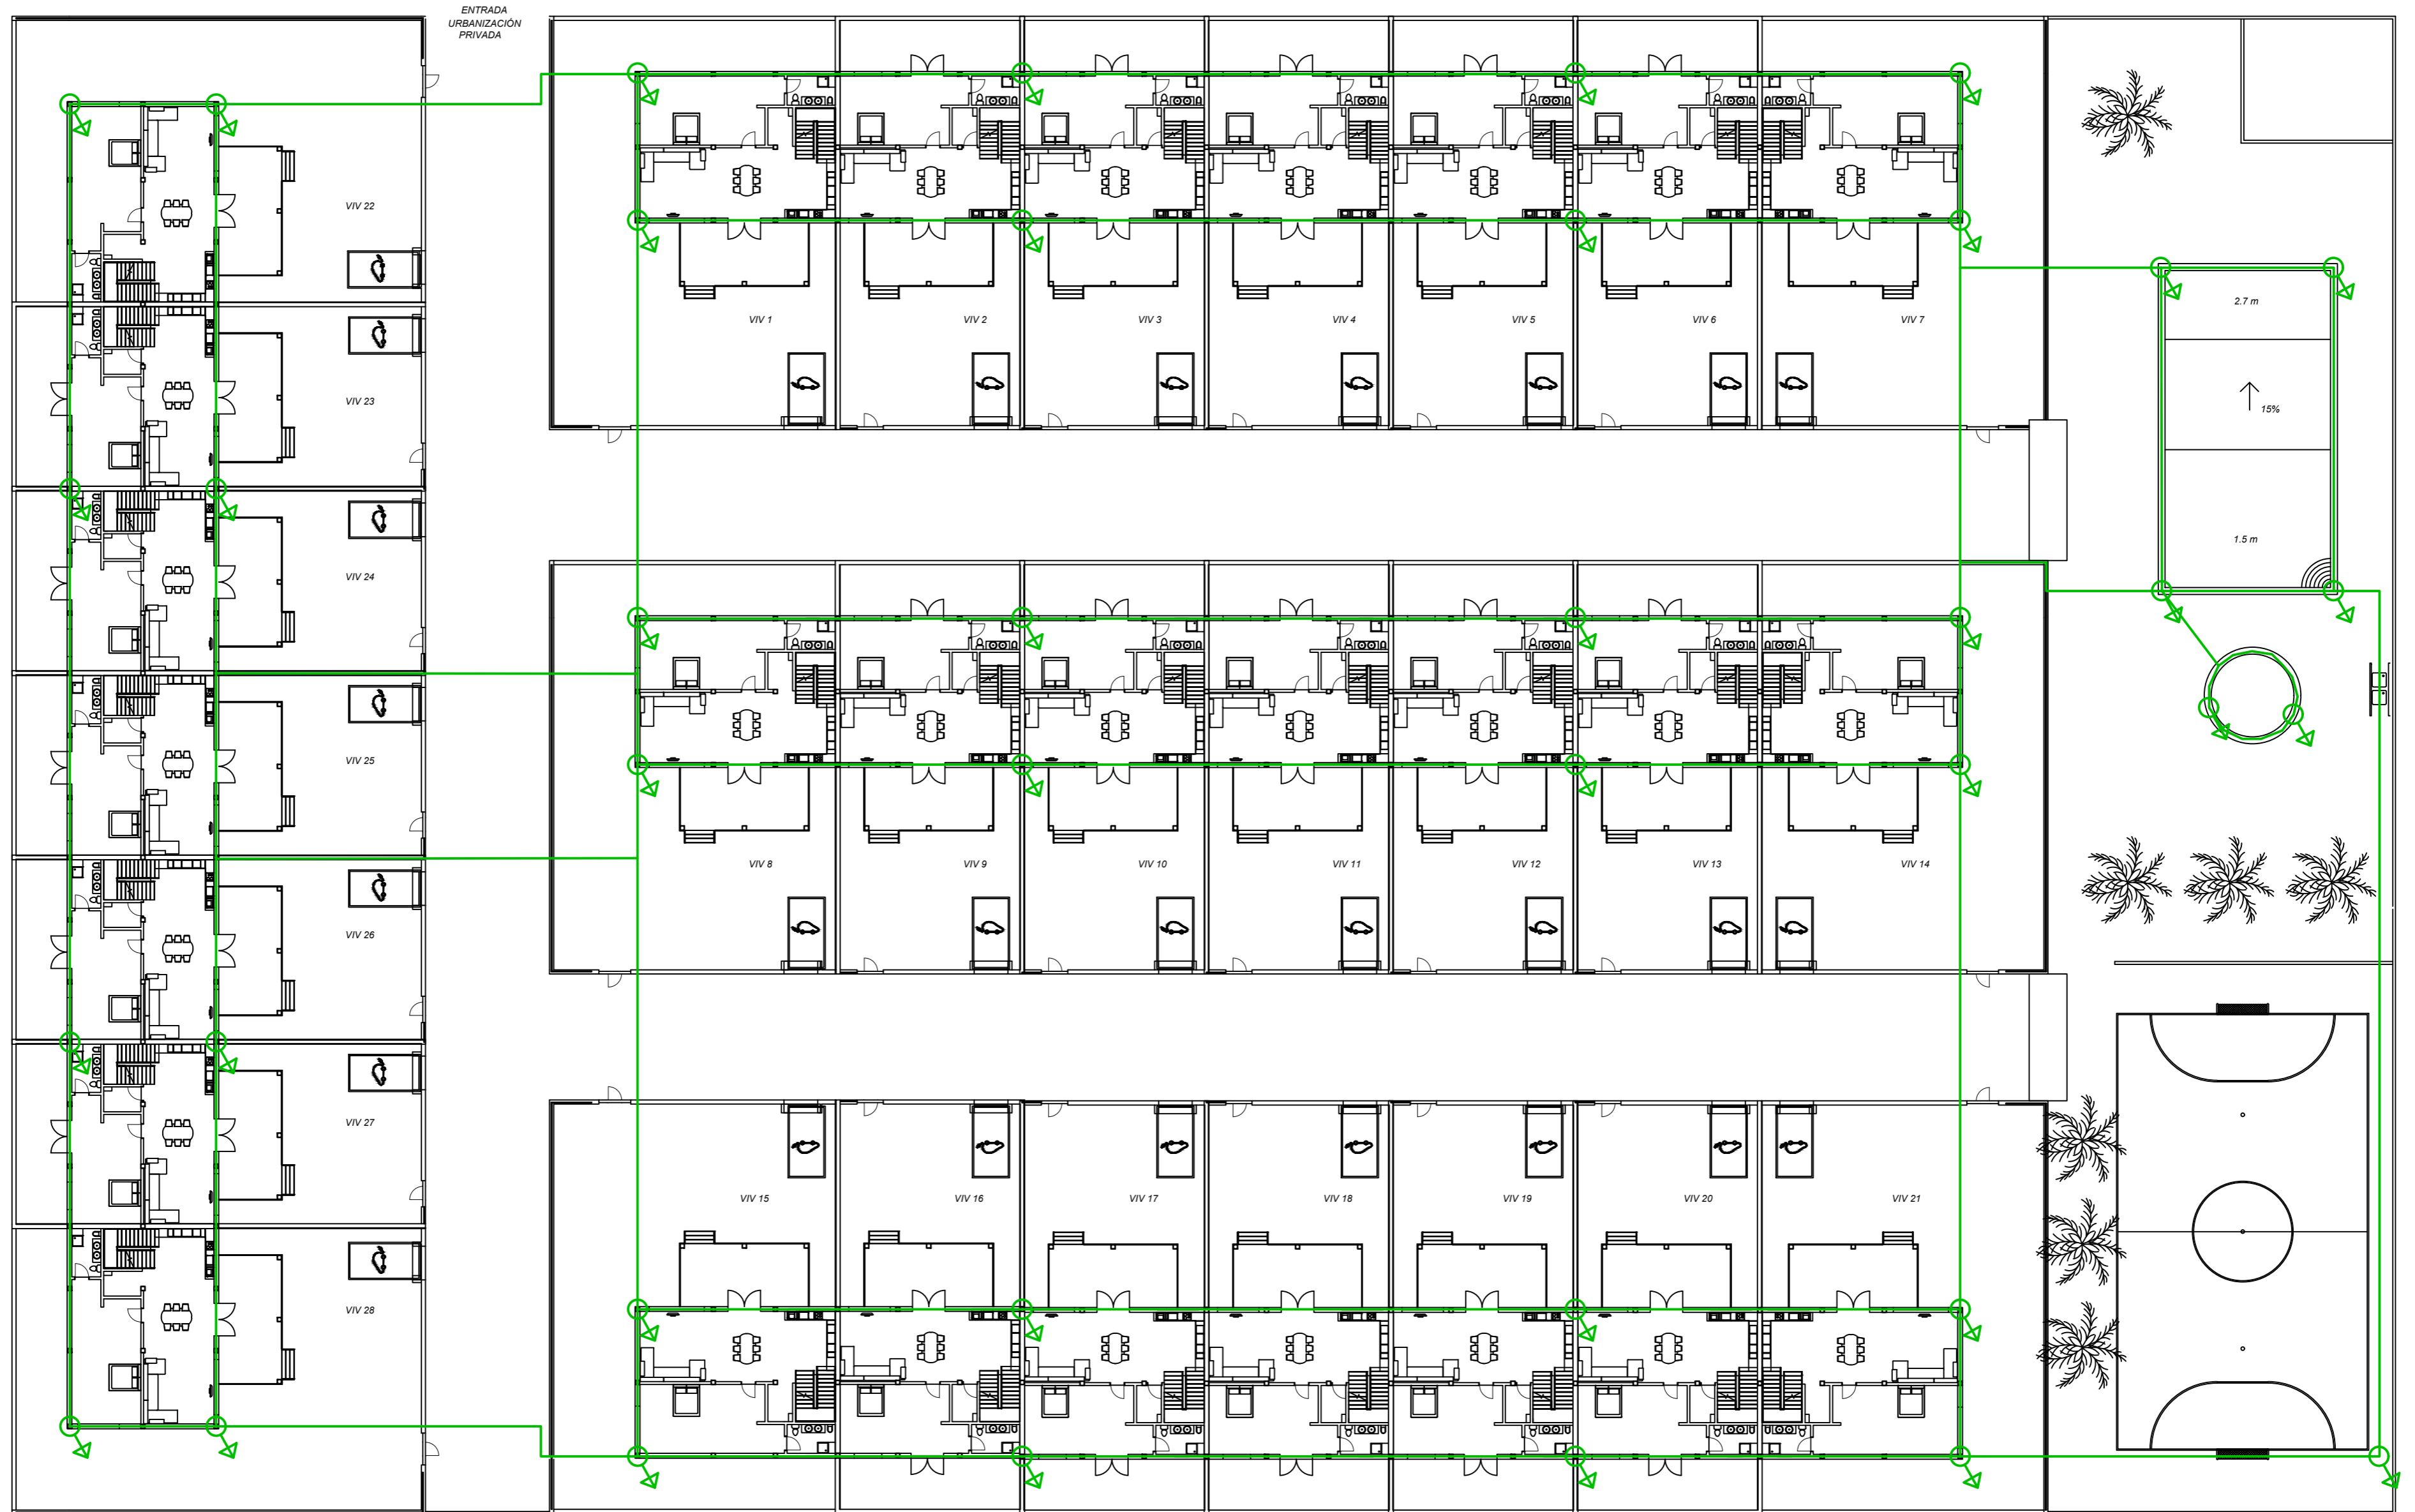 ENTRADA
URBANIZACIÓN
PRIVADA
VIV 22
VIV 1
VIV 2
VIV 3
VIV 4
VIV 5
VIV 6
VIV 7
2.7 m
VIV 23
15%
1.5 m
VIV 24
VIV 25
VIV 8
VIV 9
VIV 10
VIV 11
VIV 12
VIV 13
VIV 14
VIV 26
VIV 27
VIV 15
VIV 16
VIV 17
VIV 18
VIV 19
VIV 20
VIV 21
VIV 28